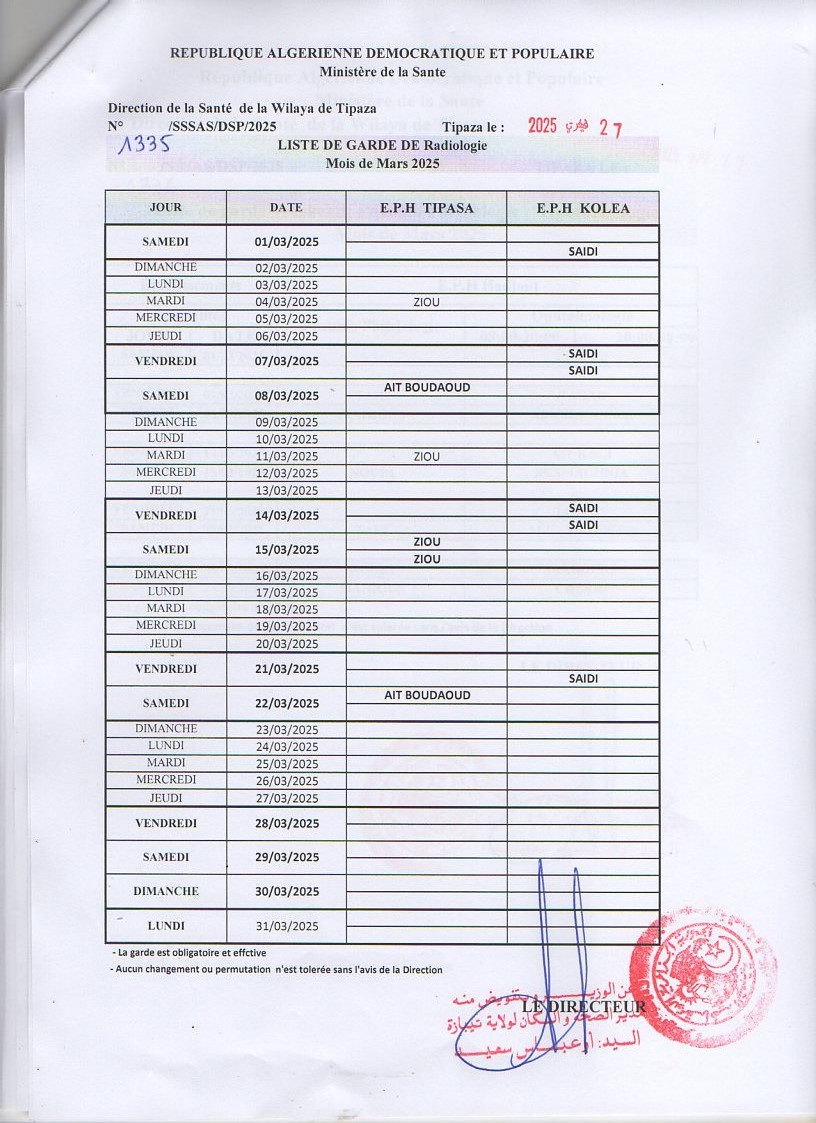 REPUBLIQUE ALGERIENNE DEMOCRATIQUE ET POPULAIRE
Ministère de la Sante
Direction de la Santé de la Wilaya de Tipaza
N° /SSSAS/DSP/2025 Tipaza le : 2025 فيفري 27
1335
LISTE DE GARDE DE Radiologie
Mois de Mars 2025
JOUR DATE E.P.H TIPASA E.P.H KOLEA
SAMEDI 01/03/2025
SAIDI
DIMANCHE 02/03/2025
LUNDI 03/03/2025
MARDI 04/03/2025 ZIOU
MERCREDI 05/03/2025
JEUDI 06/03/2025
VENDREDI 07/03/2025 SAIDI
SAIDI
SAMEDI 08/03/2025 AIT BOUDAOUD
DIMANCHE 09/03/2025
LUNDI 10/03/2025
MARDI 11/03/2025 ZIOU
MERCREDI 12/03/2025
JEUDI 13/03/2025
VENDREDI 14/03/2025 SAIDI
SAIDI
SAMEDI 15/03/2025 ZIOU
ZIOU
DIMANCHE 16/03/2025
LUNDI 17/03/2025
MARDI 18/03/2025
MERCREDI 19/03/2025
JEUDI 20/03/2025
VENDREDI 21/03/2025
SAIDI
SAMEDI 22/03/2025 AIT BOUDAOUD
DIMANCHE 23/03/2025
LUNDI 24/03/2025
MARDI 25/03/2025
MERCREDI 26/03/2025
JEUDI 27/03/2025
VENDREDI 28/03/2025
SAMEDI 29/03/2025
DIMANCHE 30/03/2025
LUNDI 31/03/2025
- La garde est obligatoire et effctive
- Aucun changement ou permutation n'est tolerée sans l'avis de la Direction
عن الوزير و بتفويض منه
LE DIRECTEUR
مدير الصحة و السكان لولاية تيبازة
السيد: أوعباس سعيد